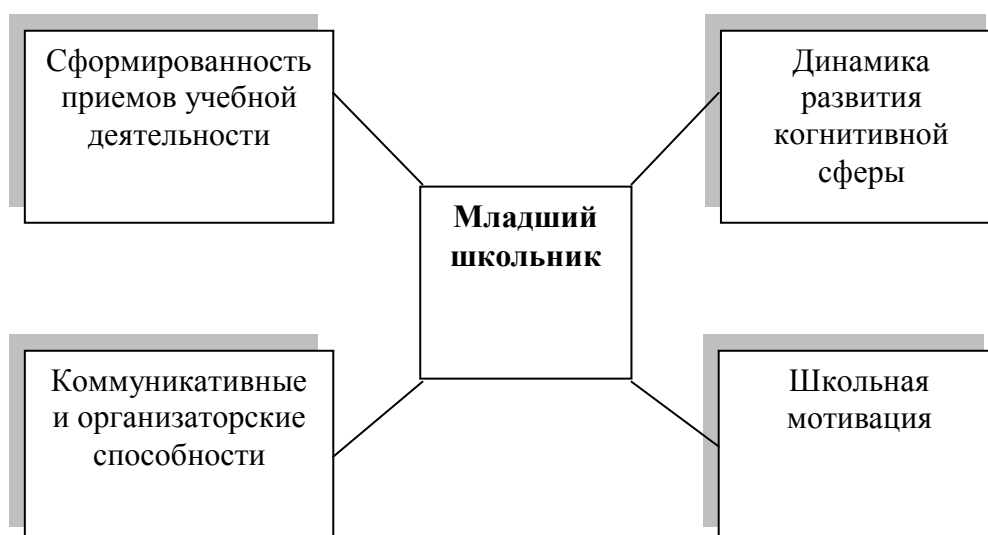 Сформированность
приемов учебной
деятельности
Динамика
развития
когнитивной
сферы
Младший
школьник
Коммуникативные
и организаторские
способности
Школьная
мотивация